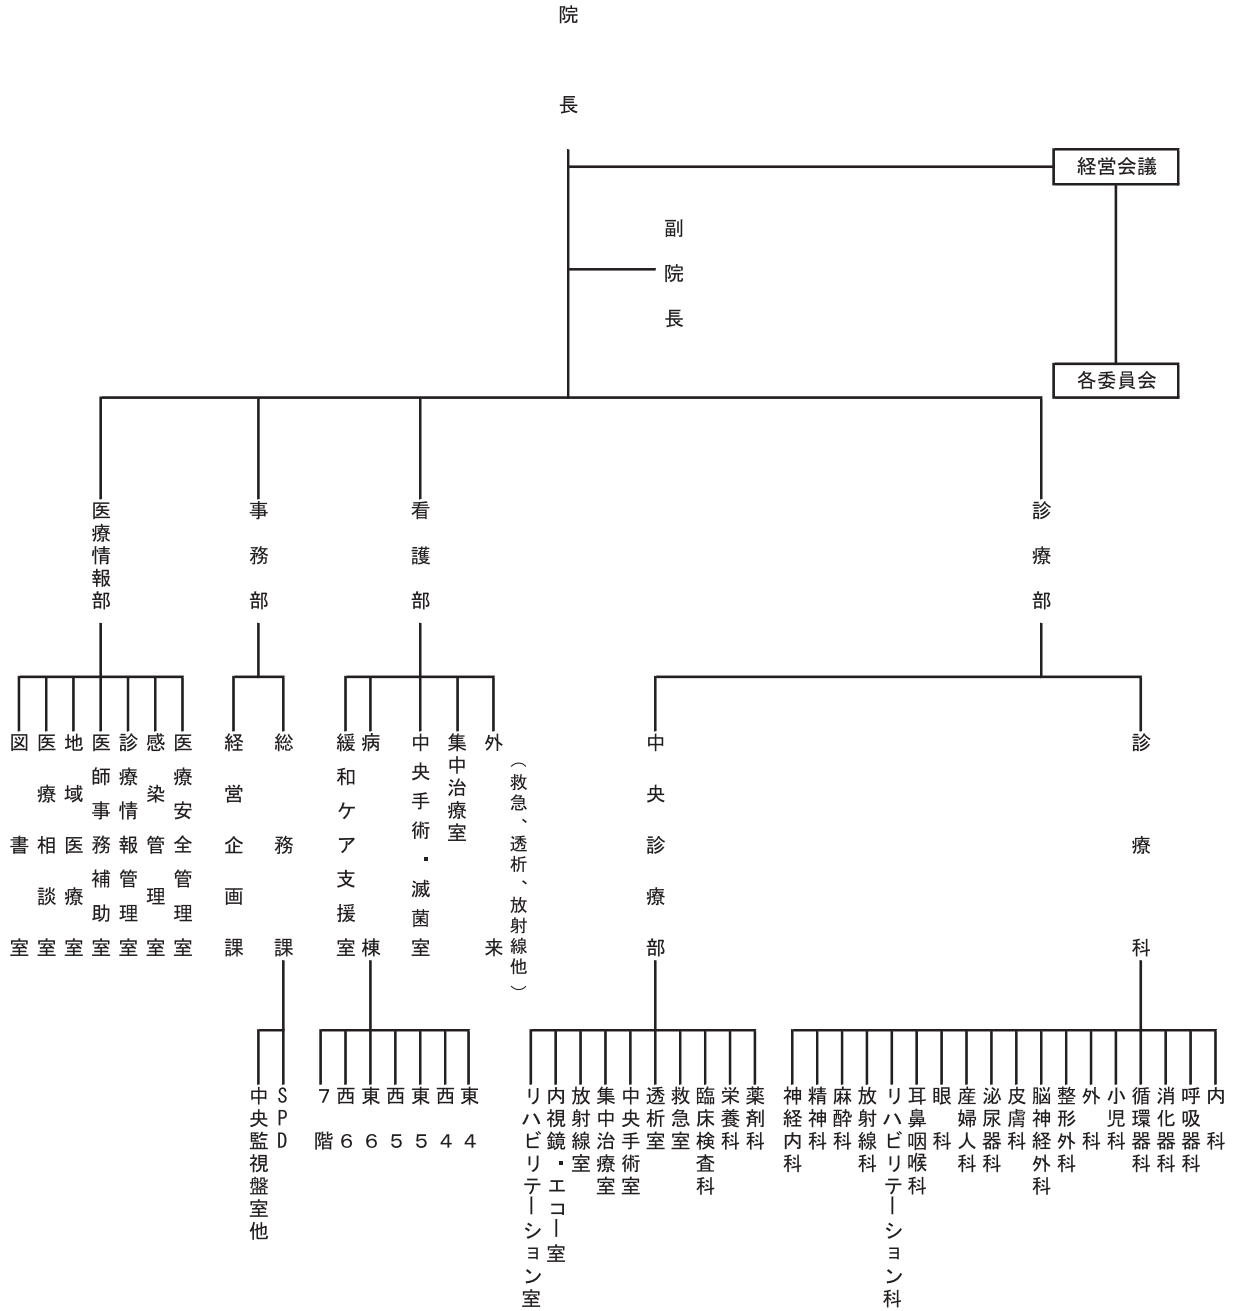 院長
経営会議
副院長
各委員会
診療部
看護部
事務部
医療情報部
診療科
中央診療部
外来
（救急、透析、放射線他）
集中治療室
中央手術・滅菌室
病棟
緩和ケア支援室
総務課
経営企画課
医療安全管理室
感染管理室
診療情報管理室
医師事務補助室
地域医療室
医療相談室
図書室
内科
呼吸器科
消化器科
循環器科
小児科
外科
整形外科
脳神経外科
皮膚科
泌尿器科
産婦人科
眼科
耳鼻咽喉科
リハビリテーション科
放射線科
麻酔科
精神科
神経内科
薬剤科
栄養科
臨床検査科
救急室
透析室
中央手術室
集中治療室
放射線室
内視鏡・エコー室
リハビリテーション室
東４
西４
東５
西５
東６
西６
７階
SPD
中央監視盤室他